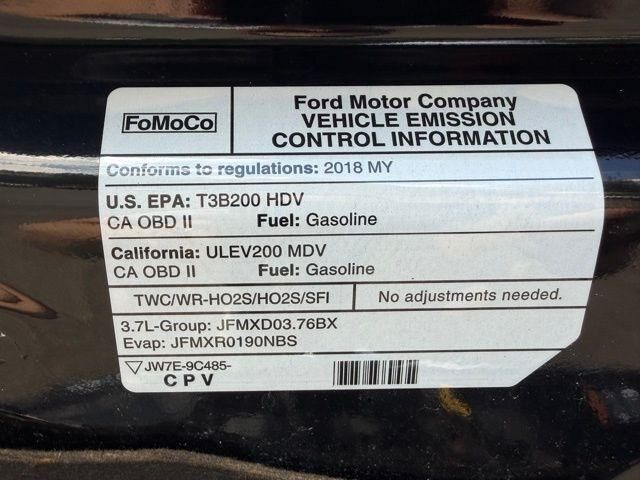 FoMoCo
Ford Motor Company
VEHICLE EMISSION
CONTROL INFORMATION
Conforms to regulations: 2018 MY
U.S. EPA: T3B200 HDV
CA OBD II Fuel: Gasoline
California: ULEV200 MDV
CA OBD II Fuel: Gasoline
TWC/WR-HO2S/HO2S/SFI No adjustments needed.
3.7L-Group: JFMXD03.76BX
Evap: JFMXR0190NBS
JW7E-9C485-
CPV